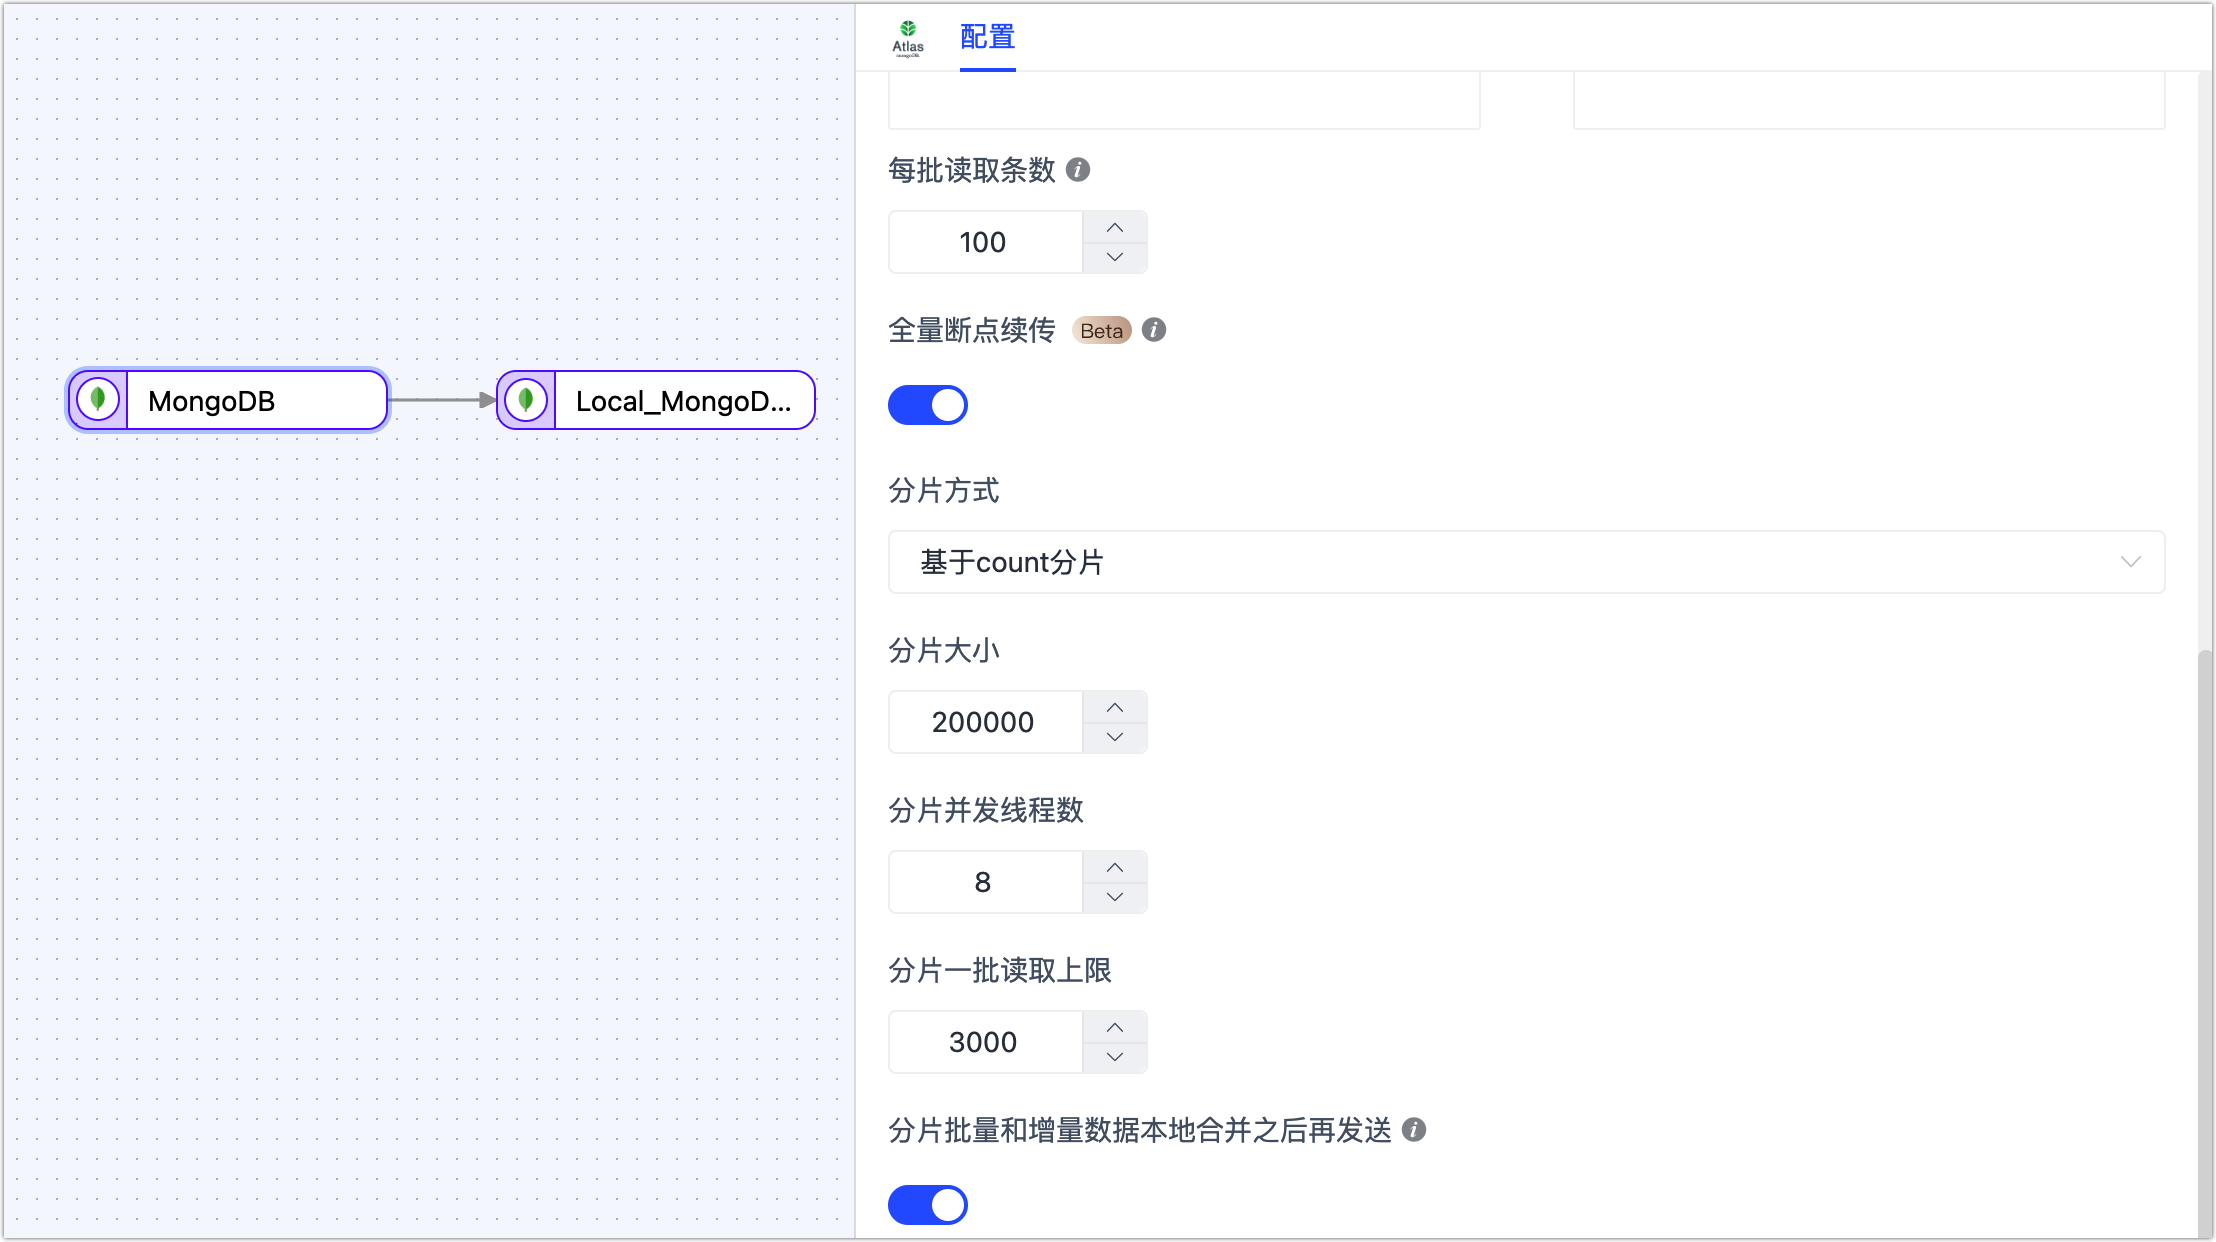 Atlas
mongoDB.
配置
每批读取条数
100
全量断点续传 Beta
分片方式
基于count分片
分片大小
200000
分片并发线程数
8
分片一批读取上限
3000
分片批量和增量数据本地合并之后再发送
MongoDB
Local_MongoD...